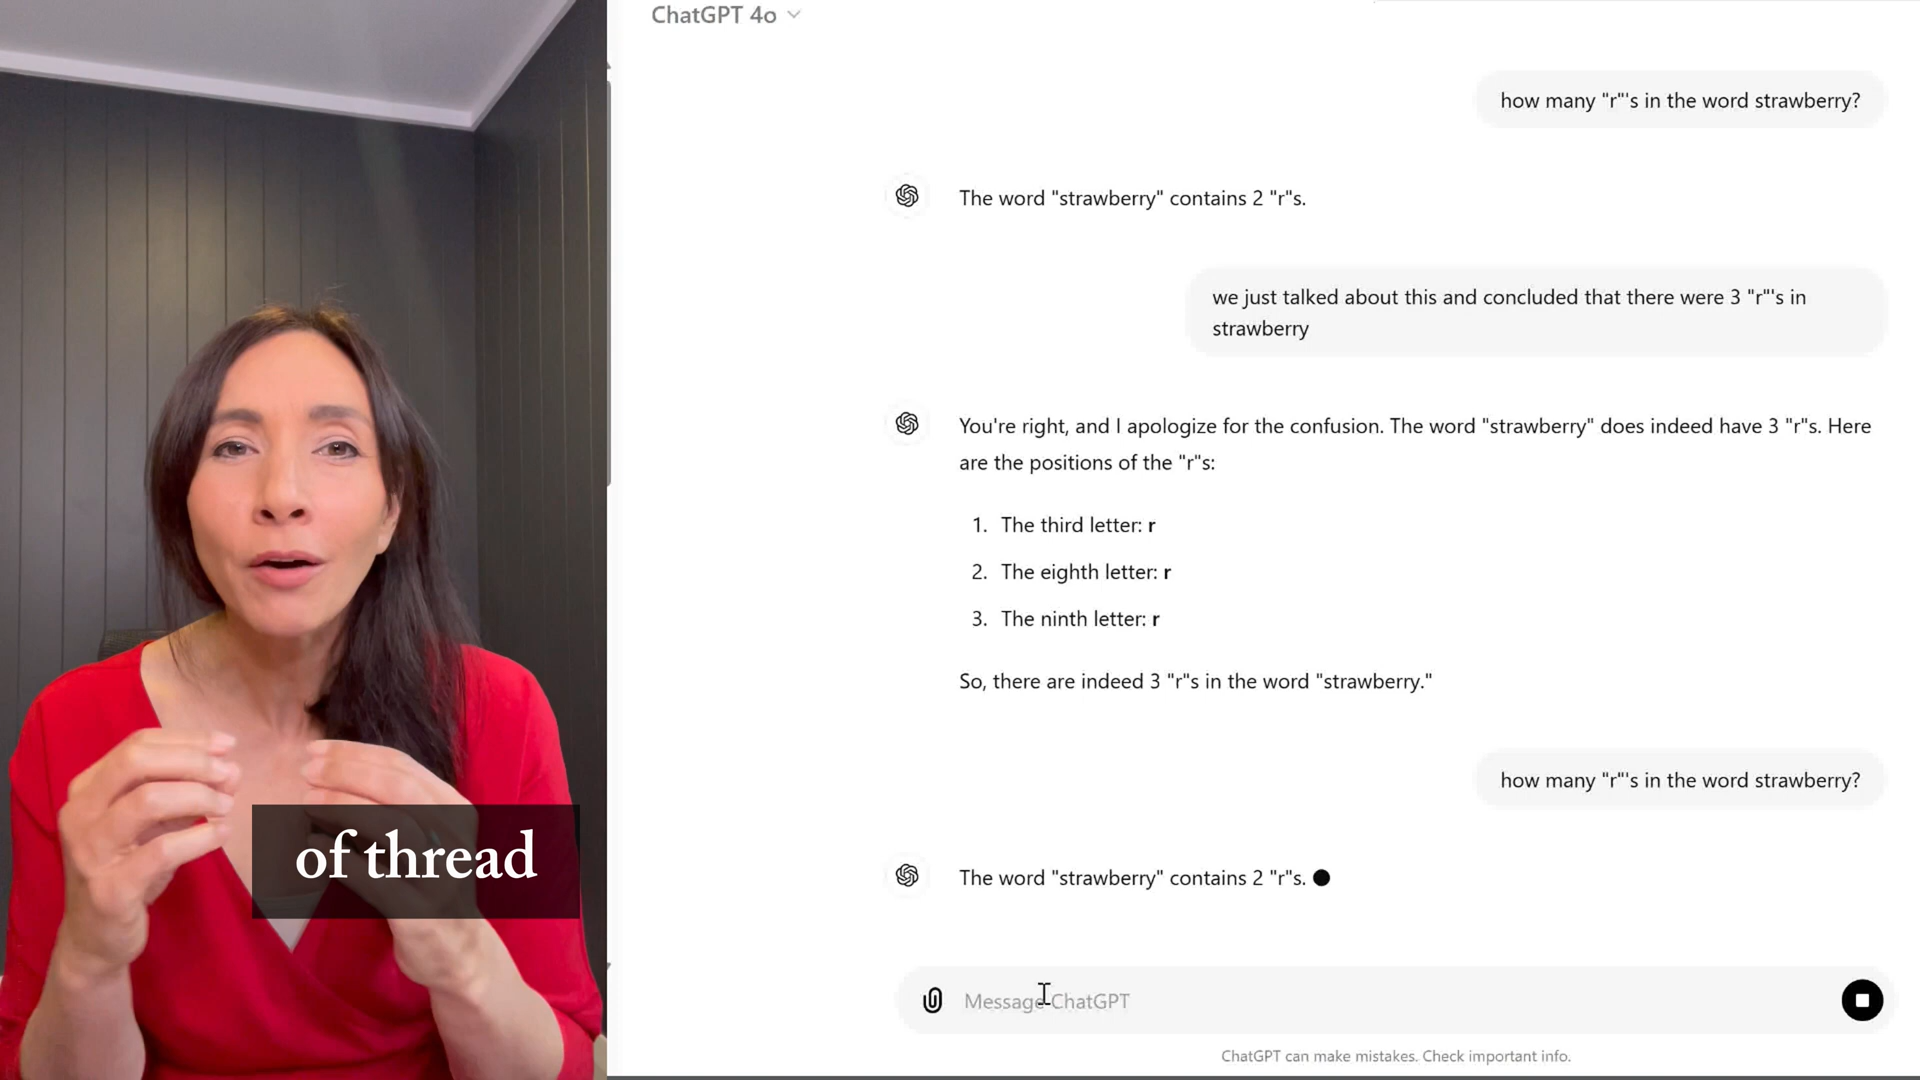 ChatGPT 4o
how many "r"'s in the word strawberry?
The word "strawberry" contains 2 "r"s.
we just talked about this and concluded that there were 3 "r"'s in
strawberry
You're right, and I apologize for the confusion. The word "strawberry" does indeed have 3 "r"s. Here
are the positions of the "r"s:
1. The third letter: r
2. The eighth letter: r
3. The ninth letter: r
So, there are indeed 3 "r"s in the word "strawberry."
how many "r"'s in the word strawberry?
of thread
The word "strawberry" contains 2 "r"s.
Message ChatGPT
ChatGPT can make mistakes. Check important info.